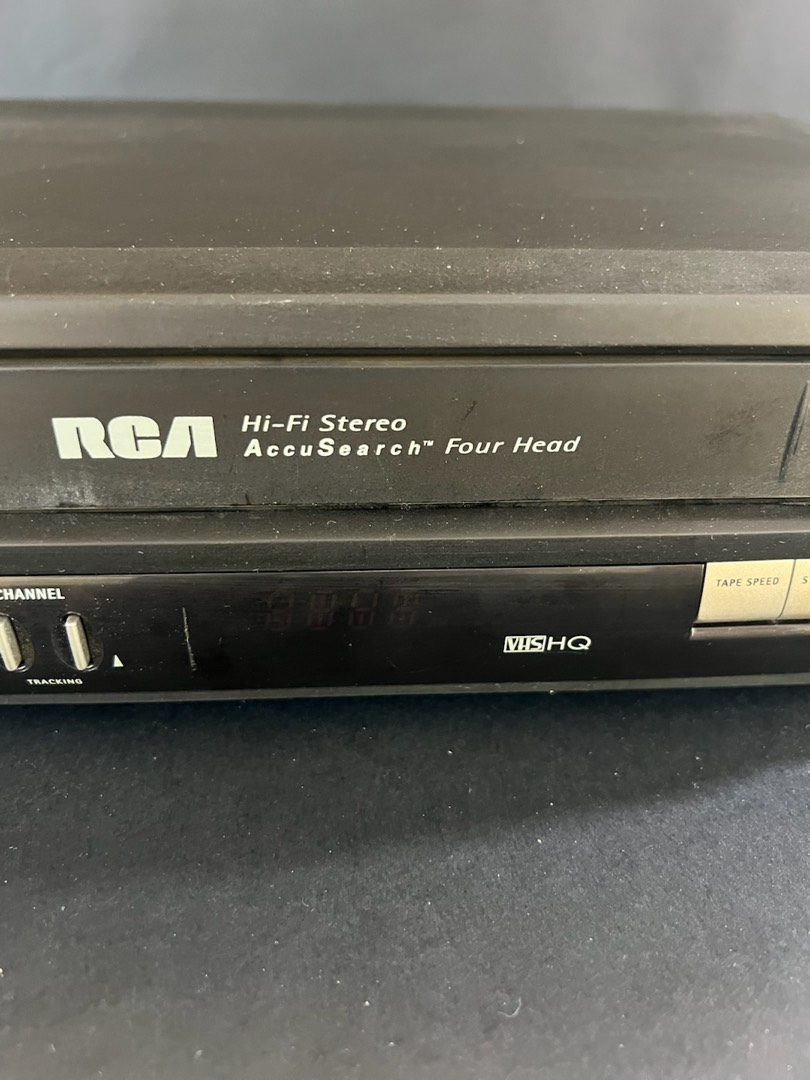 RCA
Hi-Fi Stereo
AccuSearch™ Four Head
CHANNEL
TRACKING
VHS HQ
TAPE SPEED
S